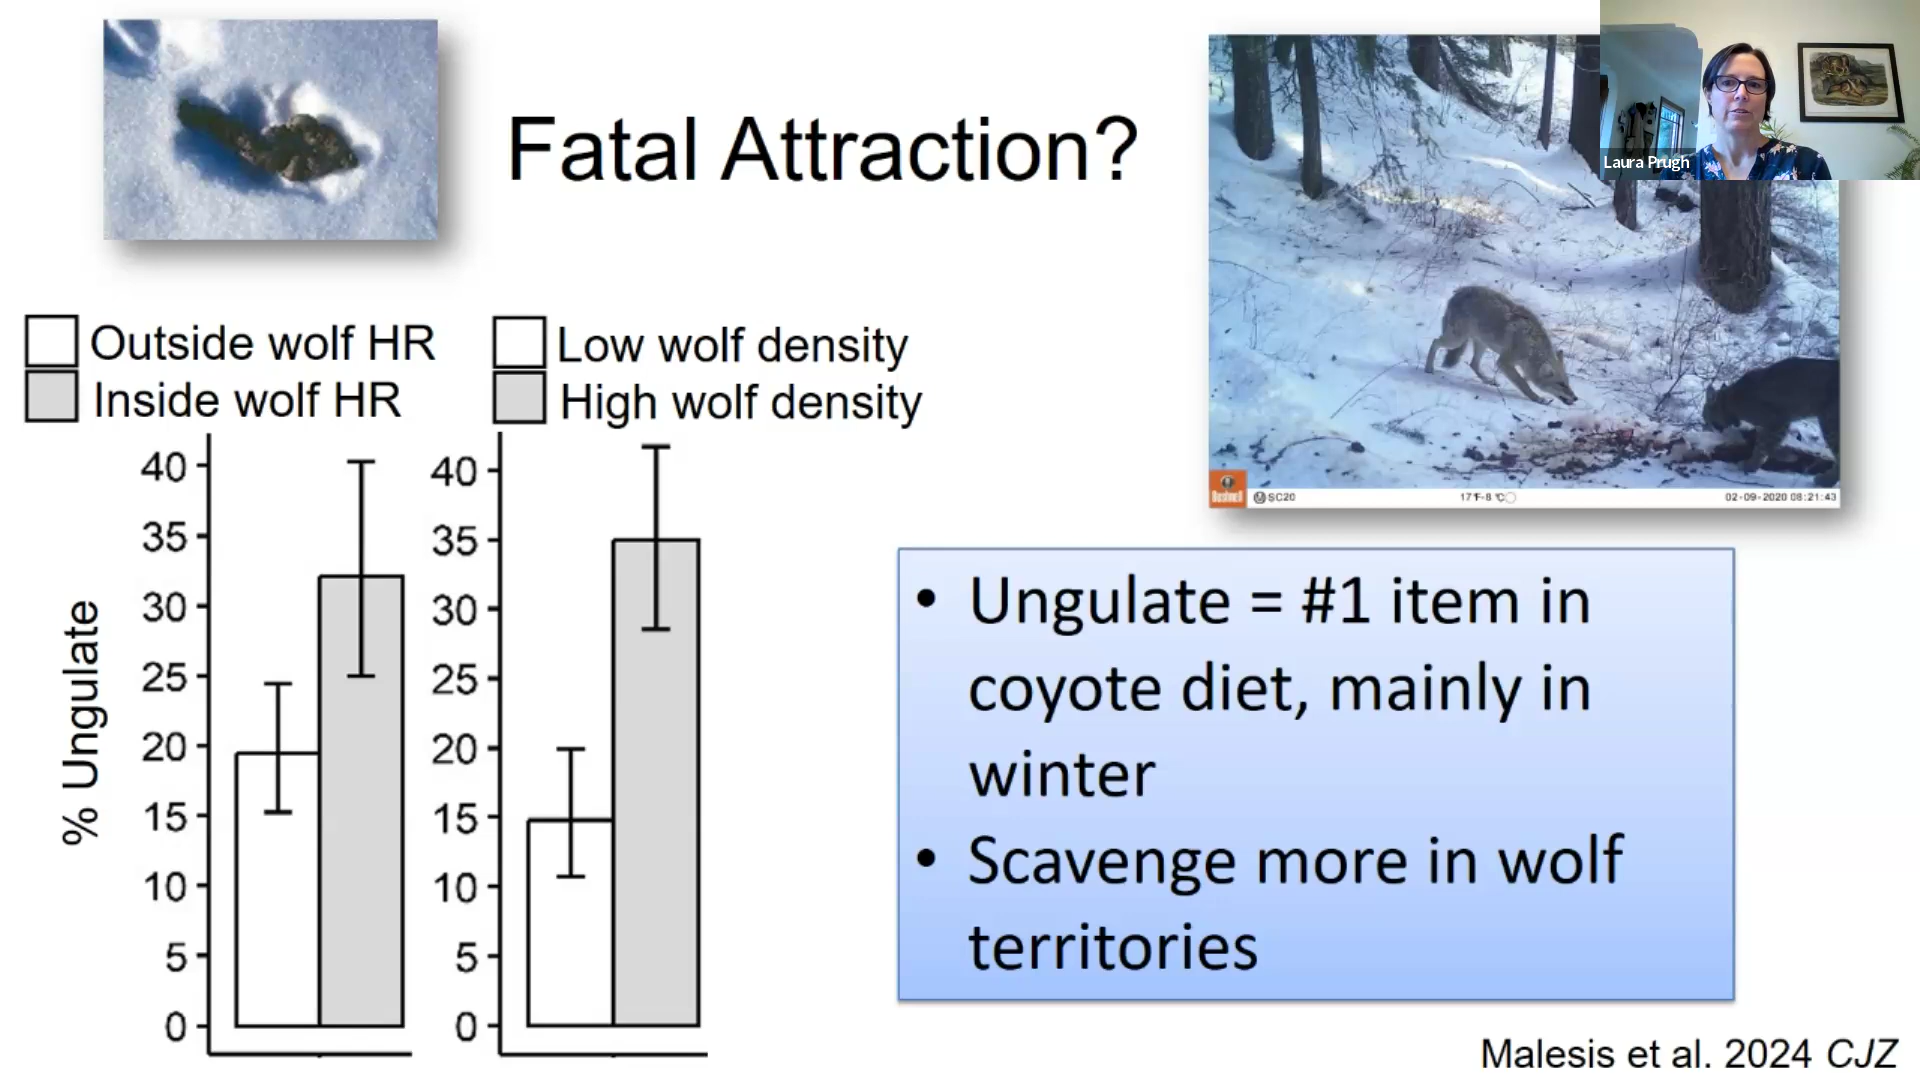 Fatal Attraction?
Laura Prugh
Outside wolf HR
Inside wolf HR
Low wolf density
High wolf density
% Ungulate
40
35
30
25
20
15
10
5
0
40
35
30
25
20
15
10
5
0
Bushnell
SC20
17°F-8°C
02-09-2020 08:21:43
• Ungulate = #1 item in
coyote diet, mainly in
winter
• Scavenge more in wolf
territories
Malesis et al. 2024 CJZ